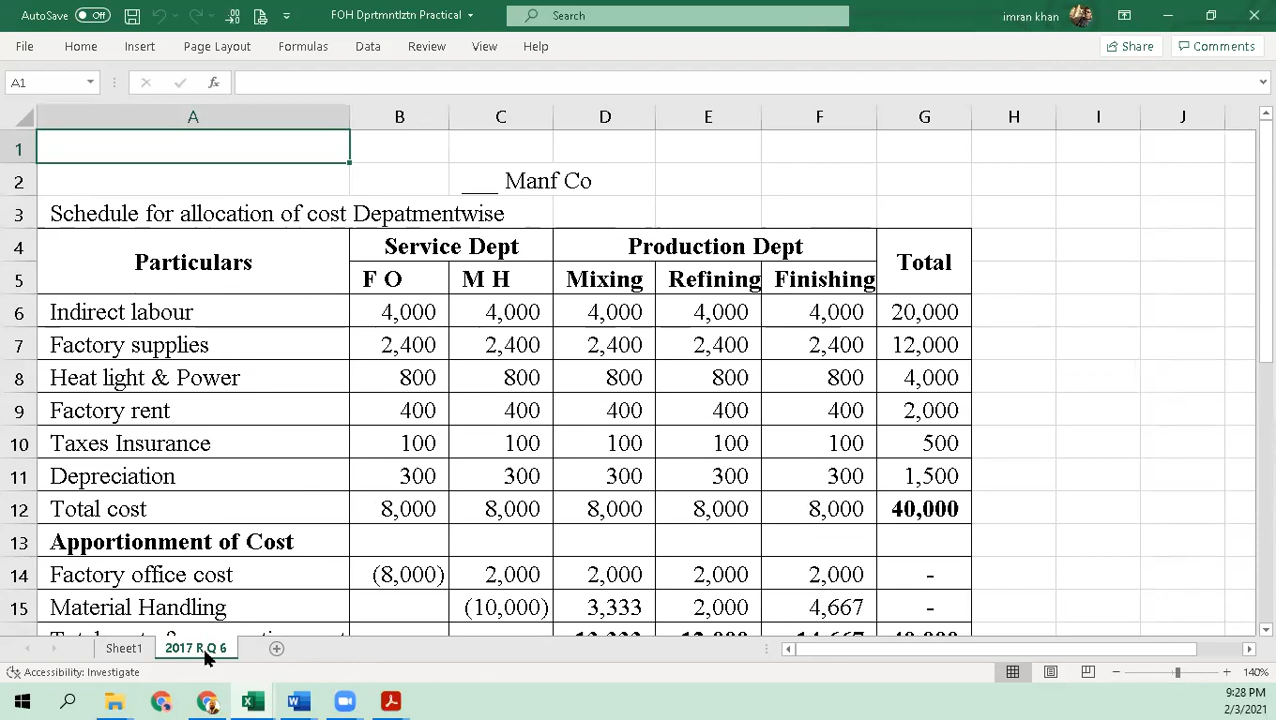 AutoSave Off FOH Dprtmntlztn Practical Search imran khan
File Home Insert Page Layout Formulas Data Review View Help Share Comments
A1 fx
A B C D E F G H I J
1
2 ___ Manf Co
3 Schedule for allocation of cost Depatmentwise
4 Particulars Service Dept Production Dept Total
5 F O M H Mixing Refining Finishing
6 Indirect labour 4,000 4,000 4,000 4,000 4,000 20,000
7 Factory supplies 2,400 2,400 2,400 2,400 2,400 12,000
8 Heat light & Power 800 800 800 800 800 4,000
9 Factory rent 400 400 400 400 400 2,000
10 Taxes Insurance 100 100 100 100 100 500
11 Depreciation 300 300 300 300 300 1,500
12 Total cost 8,000 8,000 8,000 8,000 8,000 40,000
13 Apportionment of Cost
14 Factory office cost (8,000) 2,000 2,000 2,000 2,000 -
15 Material Handling (10,000) 3,333 2,000 4,667 -
Sheet1 2017 R Q 6
Accessibility: Investigate 140%
9:28 PM
2/3/2021